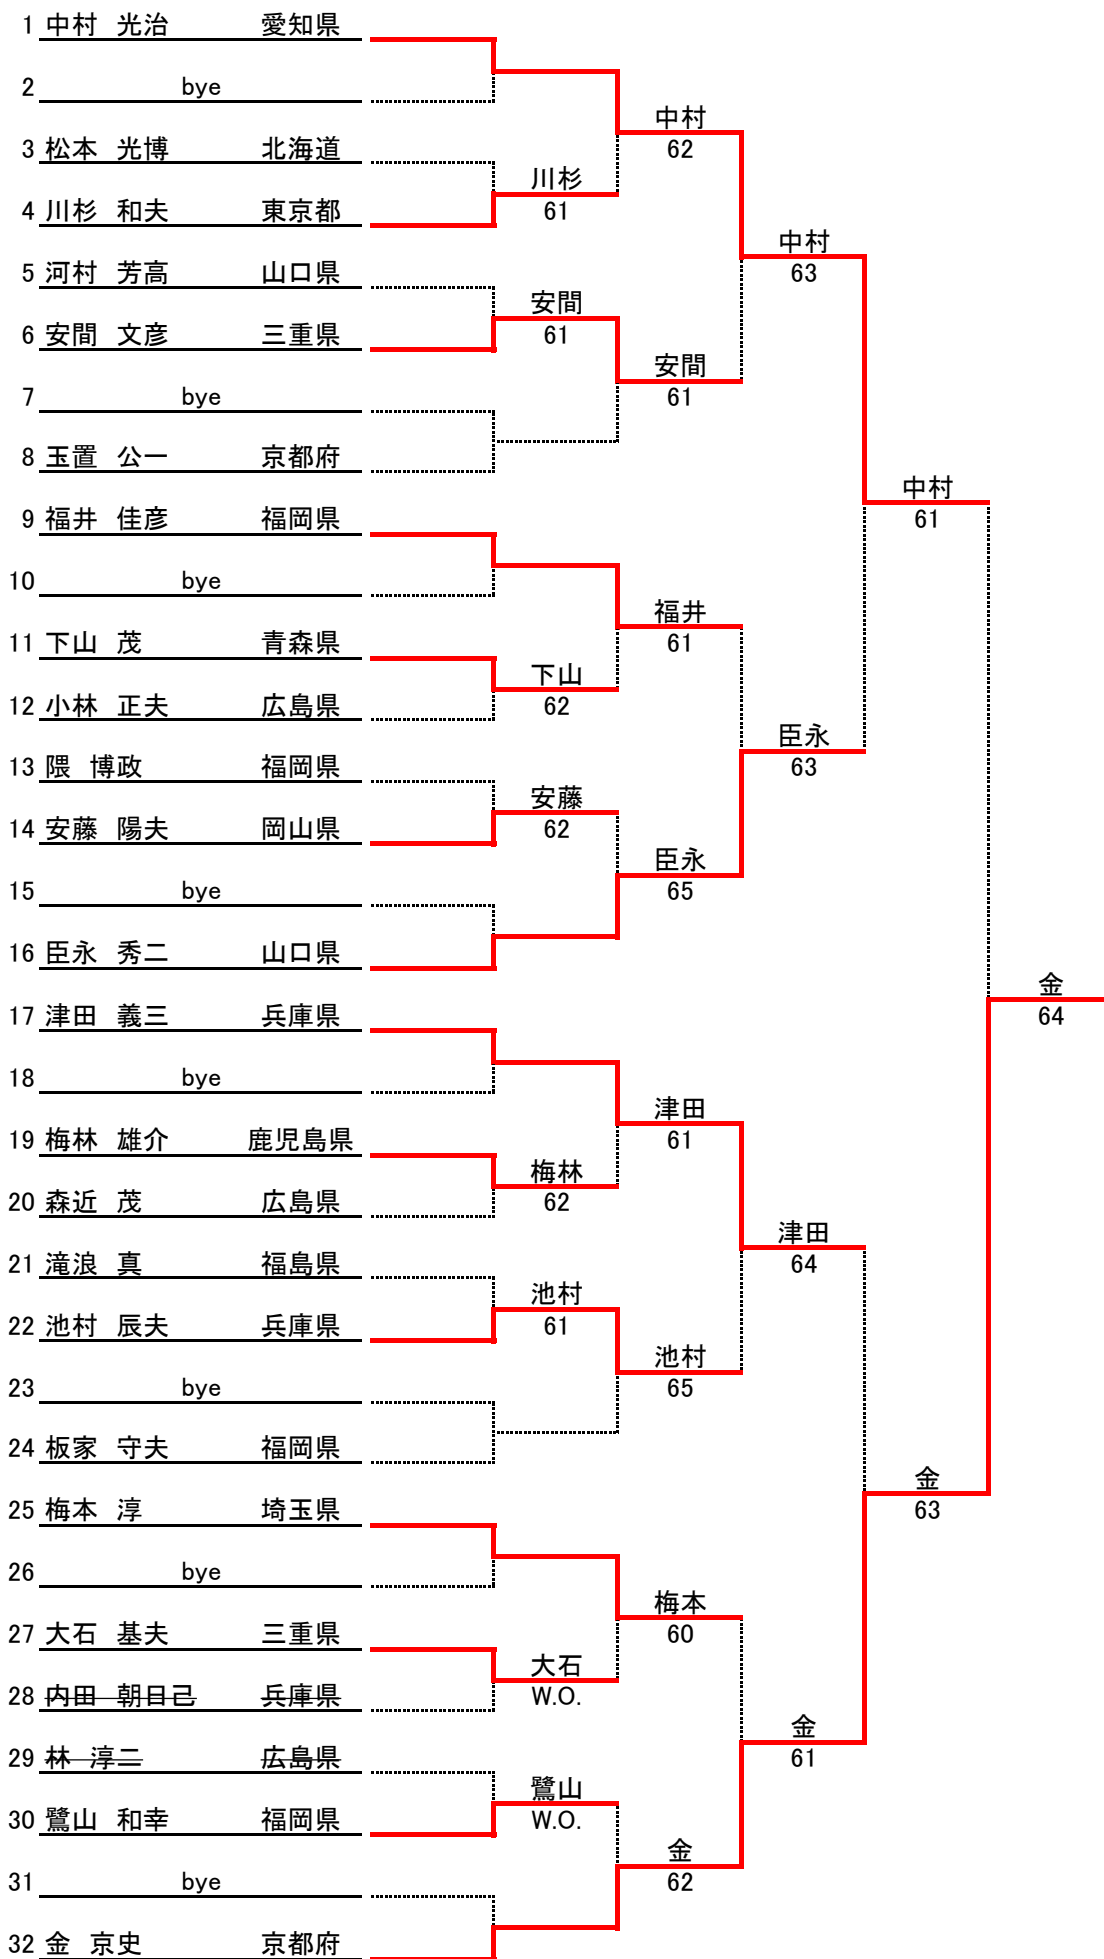 1 中村 光治 愛知県
2 bye
中村
3 松本 光博 北海道
62
川杉
4 川杉 和夫 東京都
61
中村
5 河村 芳高 山口県
63
安間
6 安間 文彦 三重県
61
安間
7 bye
61
8 玉置 公一 京都府
中村
9 福井 佳彦 福岡県
61
10 bye
福井
11 下山 茂 青森県
61
下山
12 小林 正夫 広島県
62
臣永
13 隈 博政 福岡県
63
安藤
14 安藤 陽夫 岡山県
62
臣永
15 bye
65
16 臣永 秀二 山口県
金
17 津田 義三 兵庫県
64
18 bye
津田
19 梅林 雄介 鹿児島県
61
梅林
20 森近 茂 広島県
62
津田
21 滝浪 真 福島県
64
池村
22 池村 辰夫 兵庫県
61
池村
23 bye
65
24 板家 守夫 福岡県
金
25 梅本 淳 埼玉県
63
26 bye
梅本
27 大石 基夫 三重県
60
大石
28 内田 朝日己 兵庫県
W.O.
金
29 林 淳二 広島県
61
鷺山
30 鷺山 和幸 福岡県
W.O.
金
31 bye
62
32 金 京史 京都府